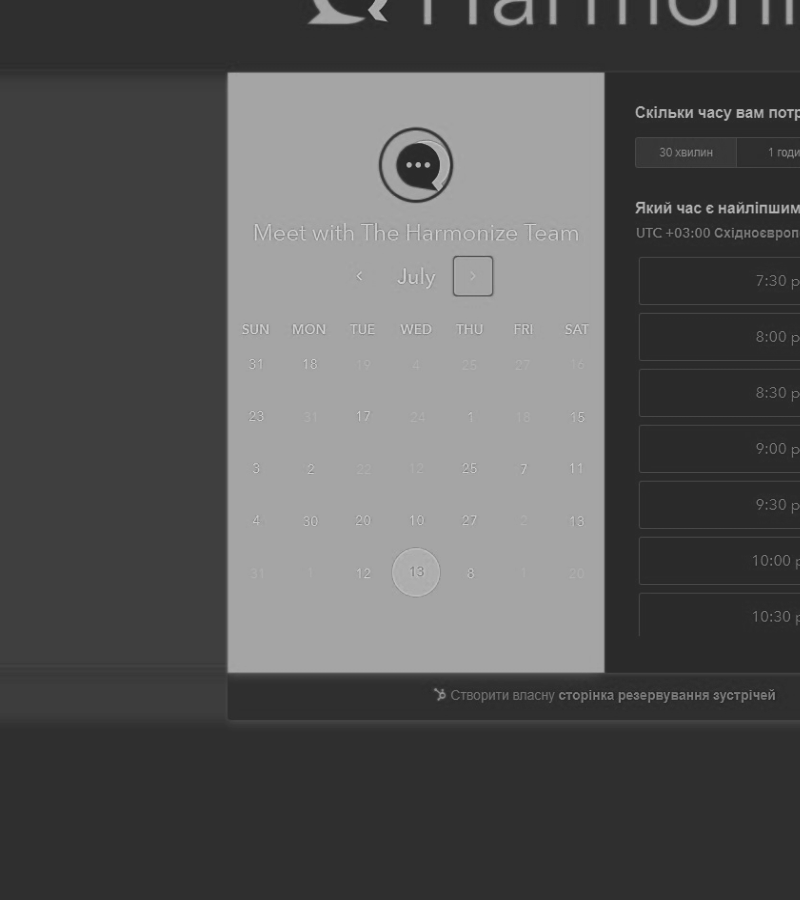 Harmoni
Meet with The Harmonize Team
July
SUN MON TUE WED THU FRI SAT
31 18 19 4 25 27 16
23 31 17 24 1 18 15
3 2 22 12 25 7 11
4 30 20 10 27 2 13
31 1 12 13 8 1 20
Скільки часу вам потр
30 хвилин 1 годи
Який час є найліпшим
UTC +03:00 Східноєвроп
7:30 p
8:00 p
8:30 p
9:00 p
9:30 p
10:00 p
10:30 p
Створити власну сторінка резервування зустрічей